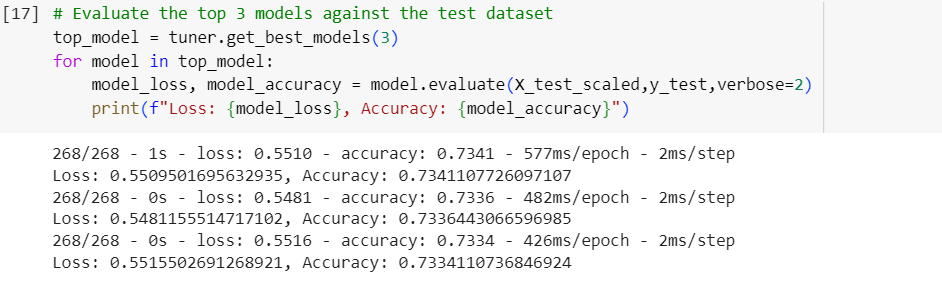 [17] # Evaluate the top 3 models against the test dataset
top_model = tuner.get_best_models(3)
for model in top_model:
    model_loss, model_accuracy = model.evaluate(X_test_scaled,y_test,verbose=2)
    print(f"Loss: {model_loss}, Accuracy: {model_accuracy}")
268/268 - 1s - loss: 0.5510 - accuracy: 0.7341 - 577ms/epoch - 2ms/step
Loss: 0.5509501695632935, Accuracy: 0.7341107726097107
268/268 - 0s - loss: 0.5481 - accuracy: 0.7336 - 482ms/epoch - 2ms/step
Loss: 0.5481155514717102, Accuracy: 0.7336443066596985
268/268 - 0s - loss: 0.5516 - accuracy: 0.7334 - 426ms/epoch - 2ms/step
Loss: 0.5515502691268921, Accuracy: 0.7334110736846924